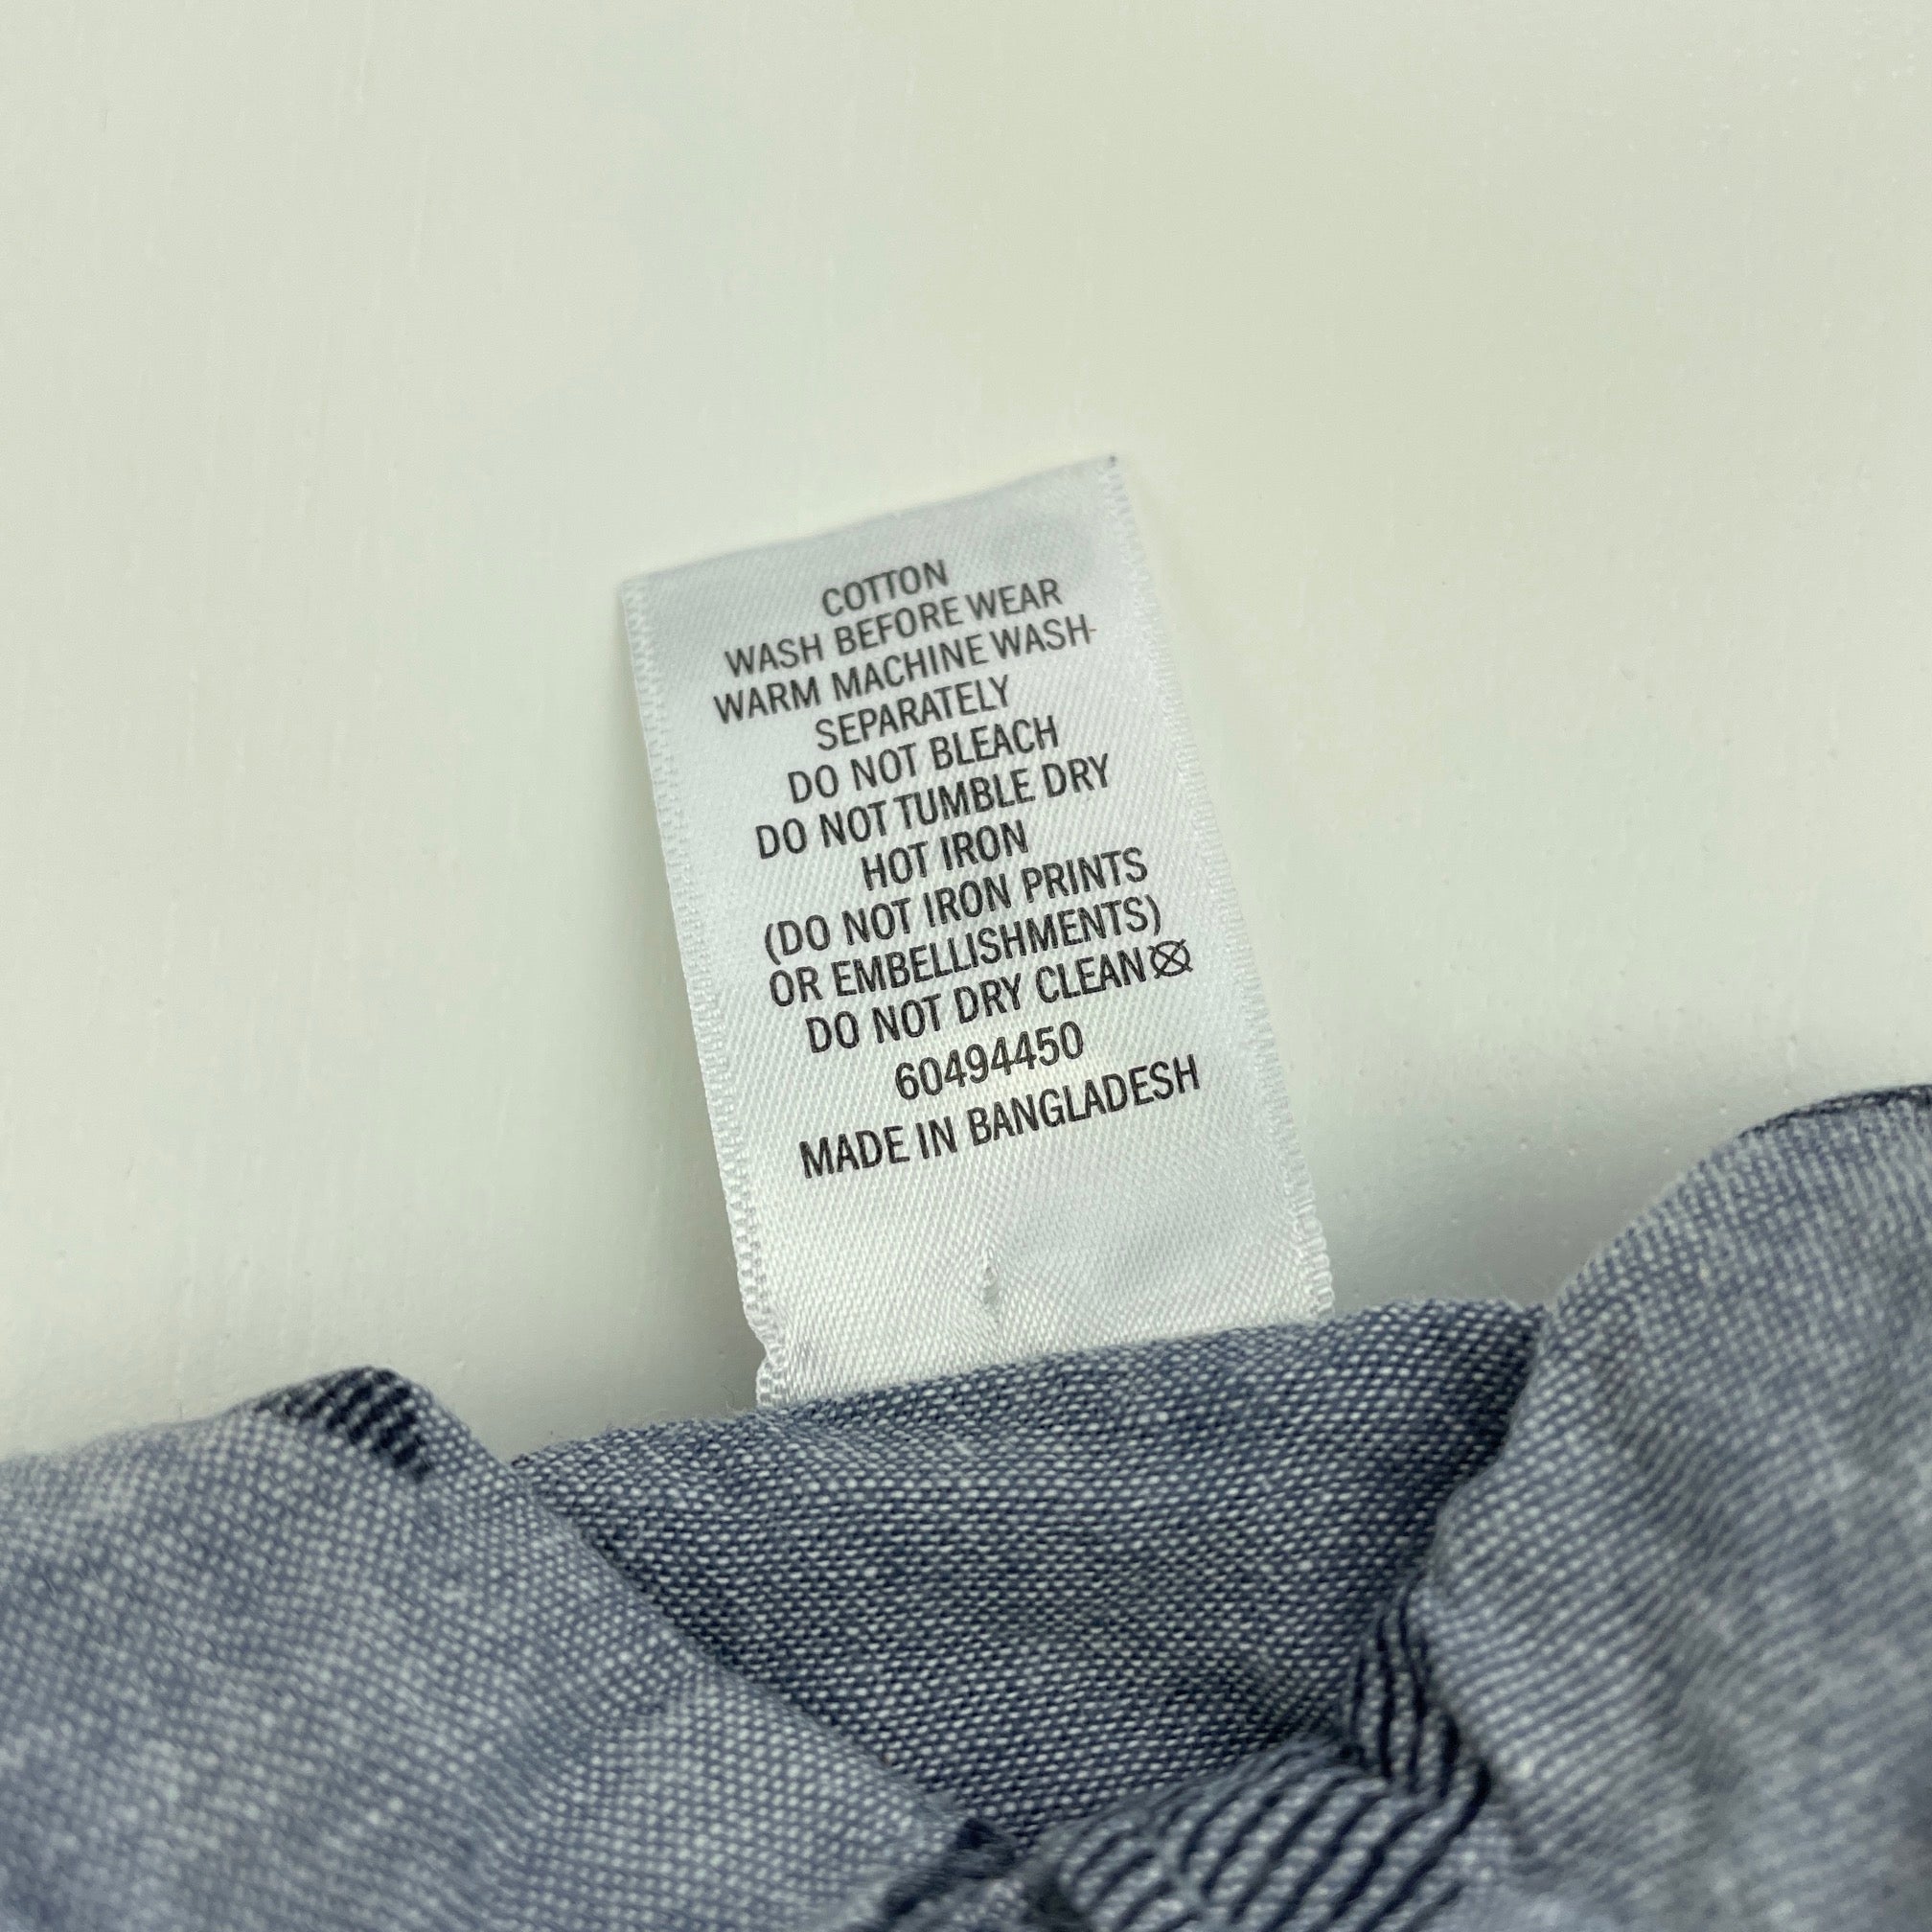 COTTON
WASH BEFORE WEAR
WARM MACHINE WASH-
SEPARATELY
DO NOT BLEACH
DO NOT TUMBLE DRY
HOT IRON
(DO NOT IRON PRINTS
OR EMBELLISHMENTS)
DO NOT DRY CLEAN
60494450
MADE IN BANGLADESH